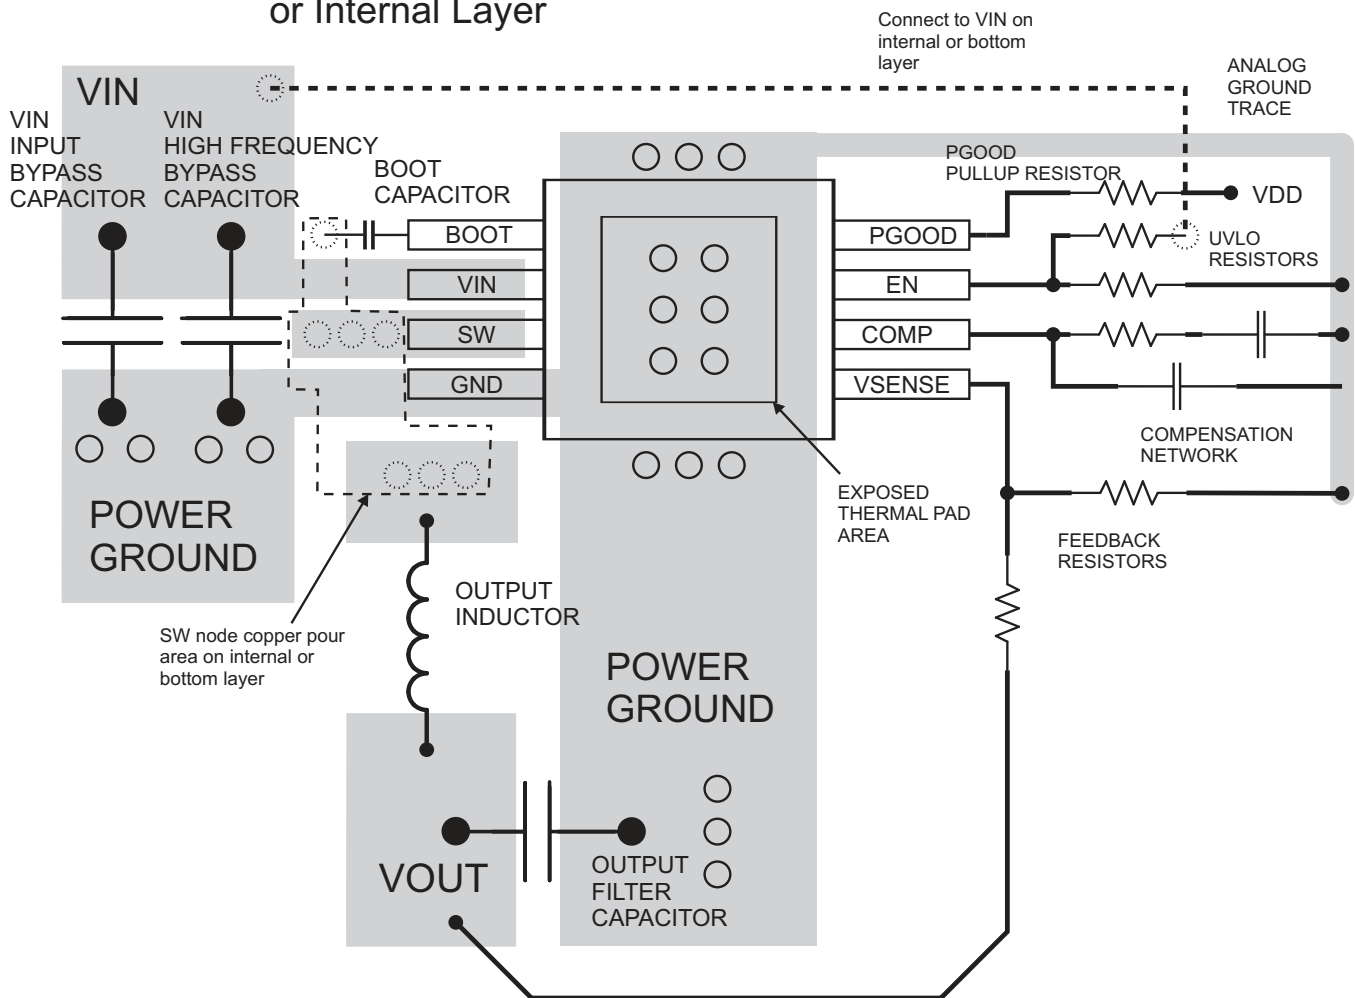 or Internal Layer
Connect to VIN on
internal or bottom
layer
ANALOG
GROUND
TRACE
VIN
VIN
INPUT
BYPASS
CAPACITOR
VIN
HIGH FREQUENCY
BYPASS
CAPACITOR
BOOT
CAPACITOR
PGOOD
PULLUP RESISTOR
VDD
BOOT
VIN
SW
GND
PGOOD
EN
COMP
VSENSE
UVLO
RESISTORS
COMPENSATION
NETWORK
EXPOSED
THERMAL PAD
AREA
FEEDBACK
RESISTORS
POWER
GROUND
OUTPUT
INDUCTOR
SW node copper pour
area on internal or
bottom layer
POWER
GROUND
VOUT
OUTPUT
FILTER
CAPACITOR